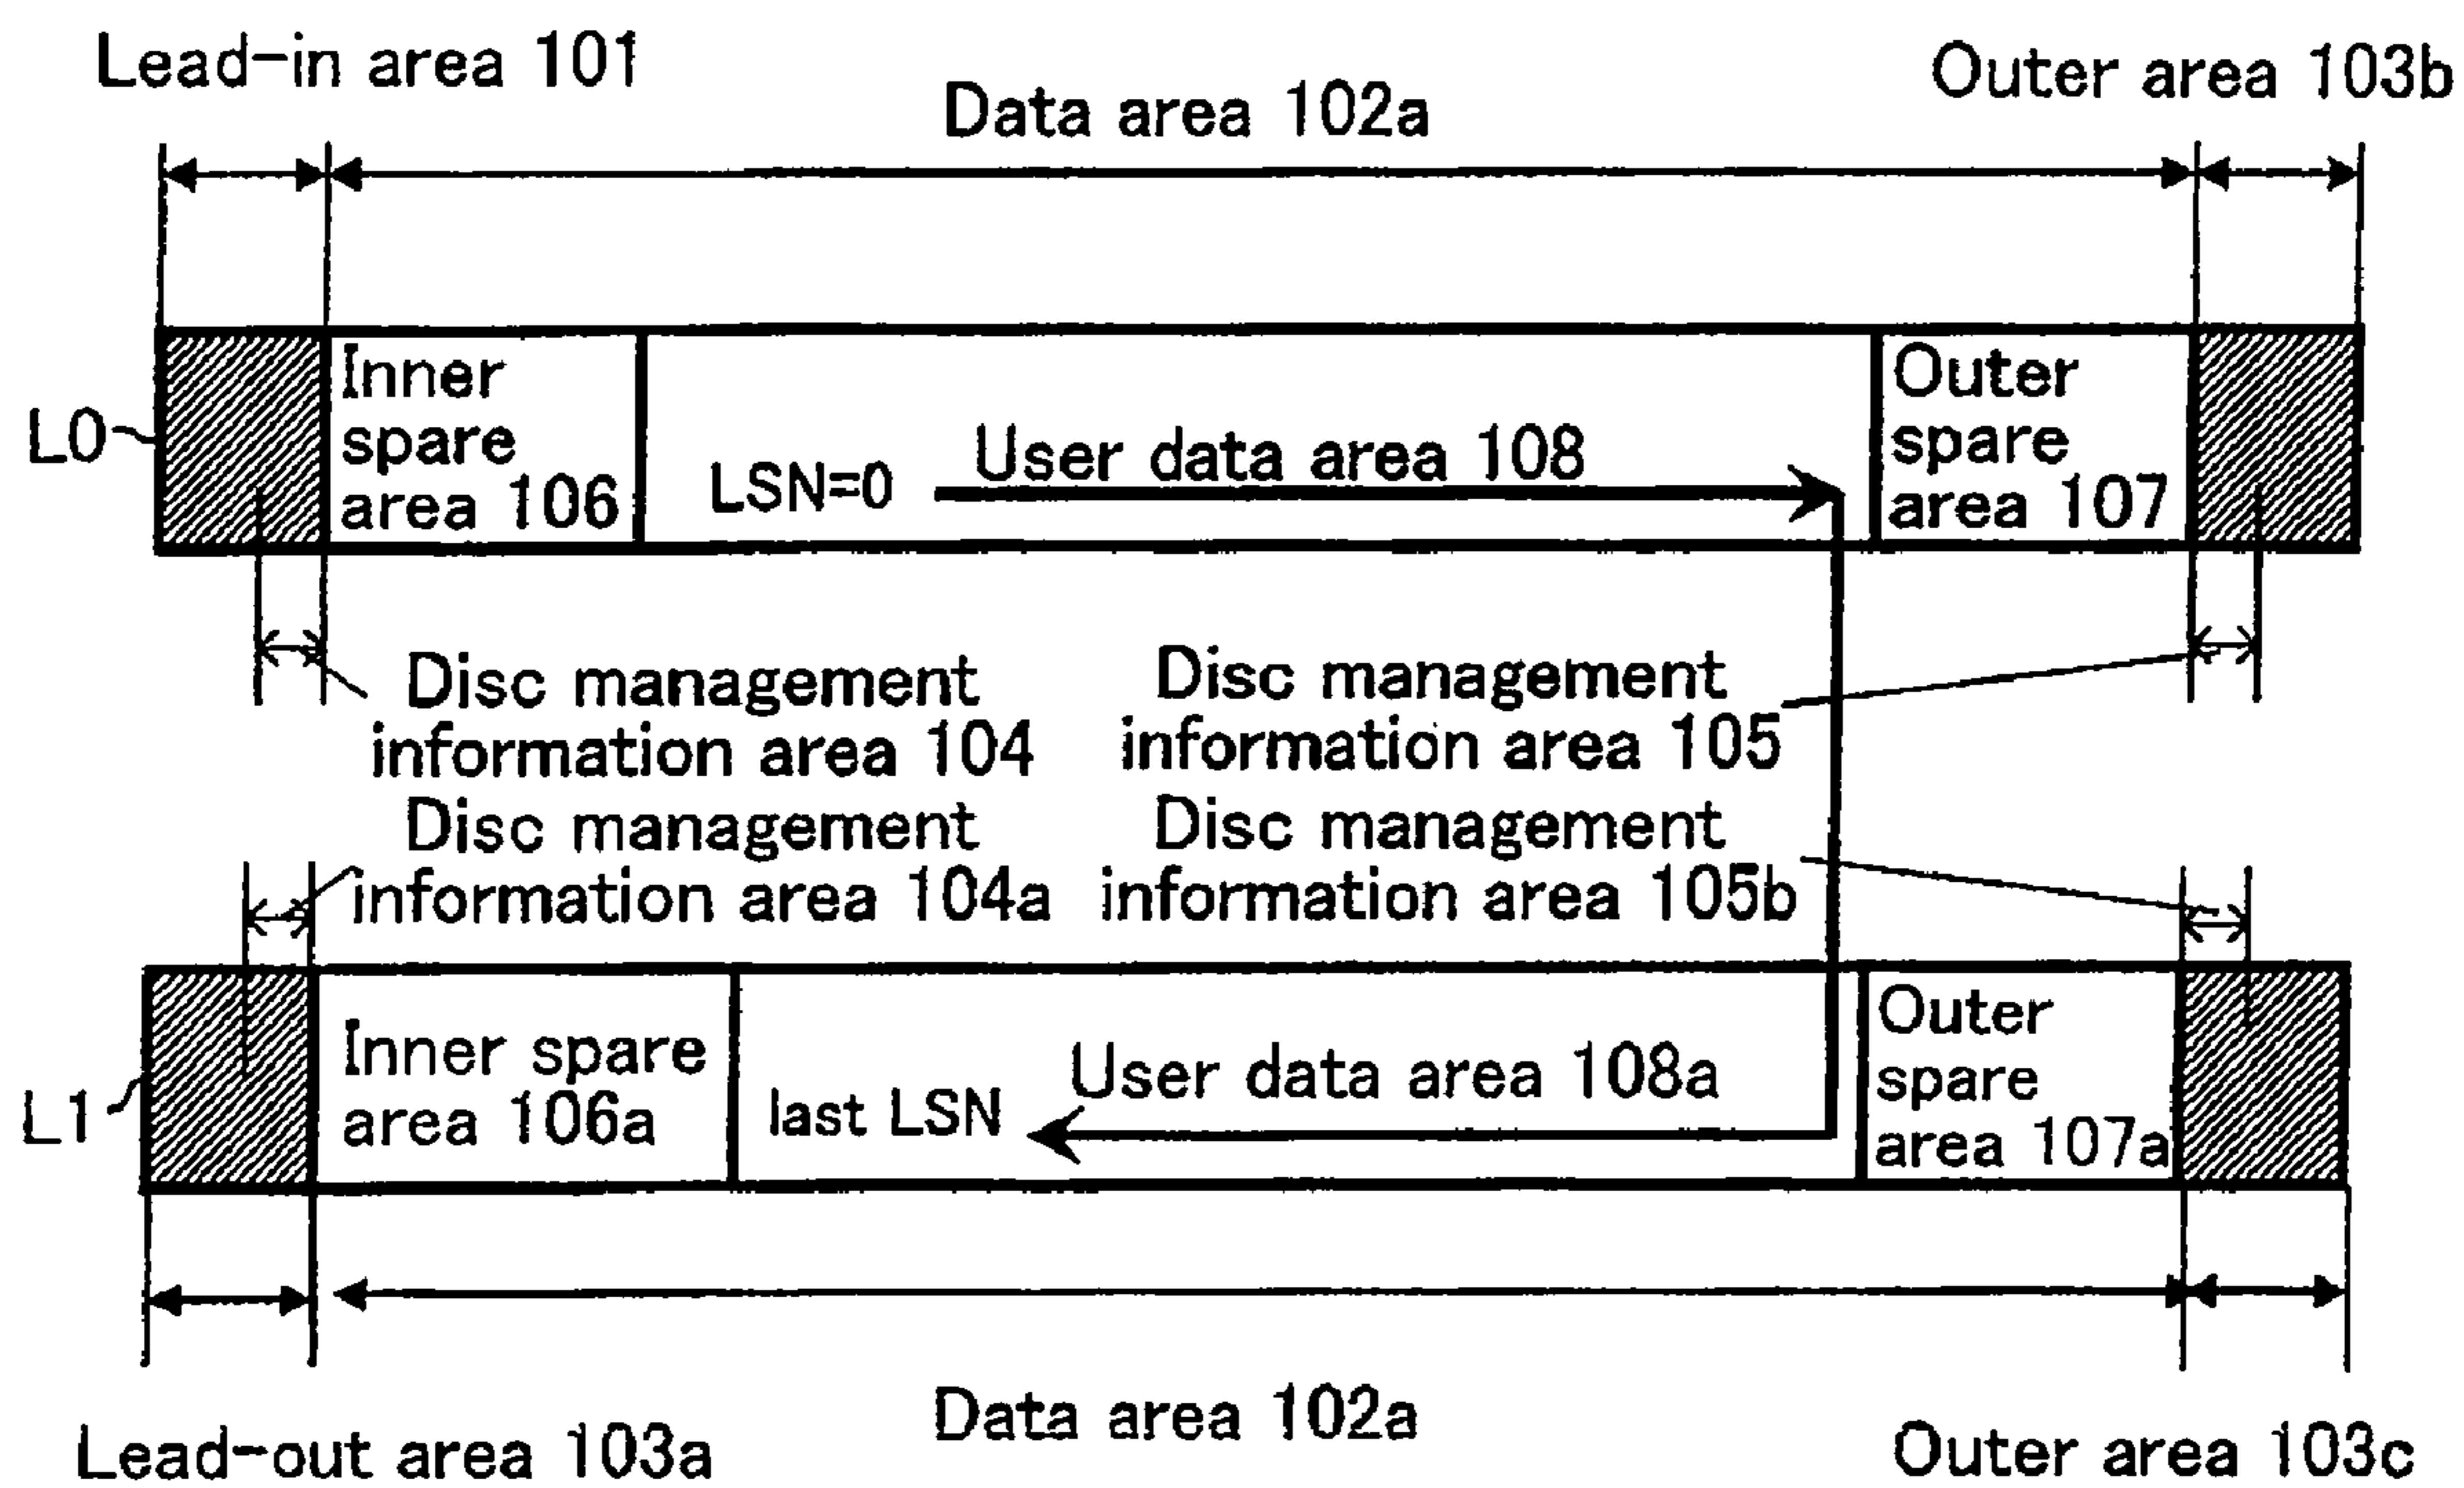 Lead-in area 101
Data area 102a
Outer area 103b
L0
Inner
spare
area 106
LSN=0
User data area 108
Outer
spare
area 107
Disc management
information area 104
Disc management
information area 105
Disc management
information area 104a
Disc management
information area 105b
L1
Inner spare
area 106a
last LSN
User data area 108a
Outer
spare
area 107a
Lead-out area 103a
Data area 102a
Outer area 103c